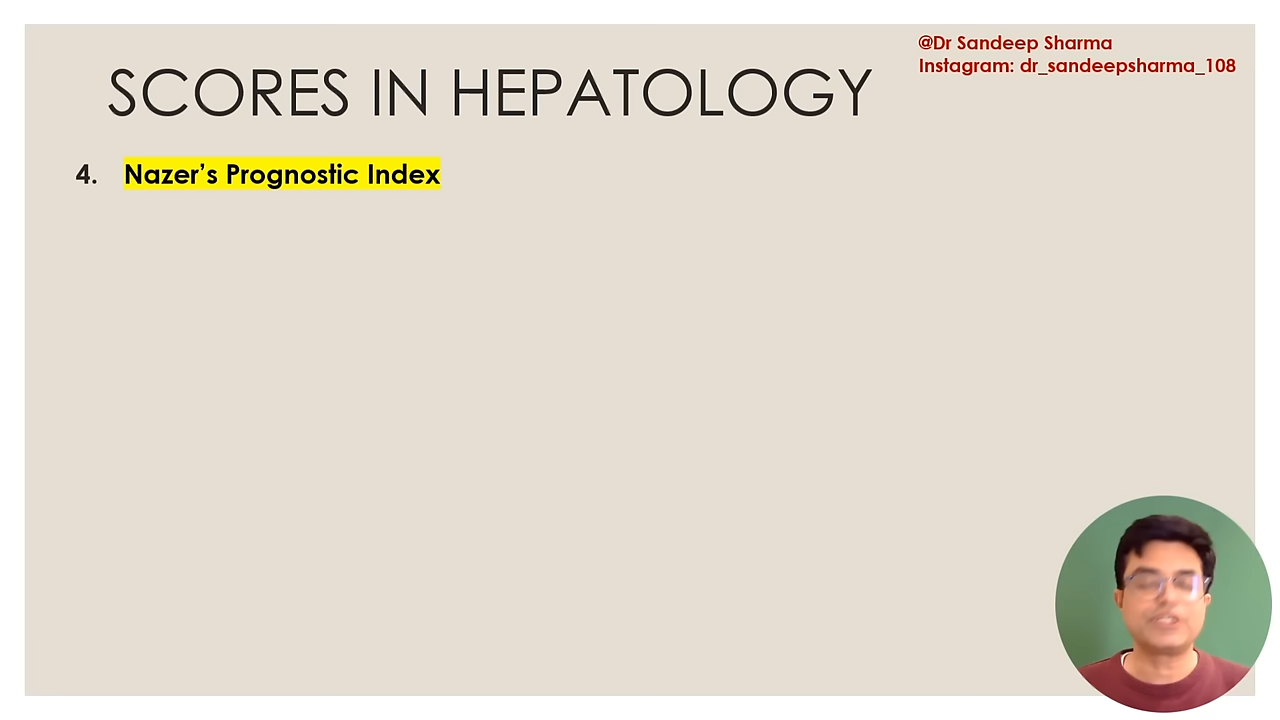 @Dr Sandeep Sharma
Instagram: dr_sandeepsharma_108
SCORES IN HEPATOLOGY
4. Nazer’s Prognostic Index